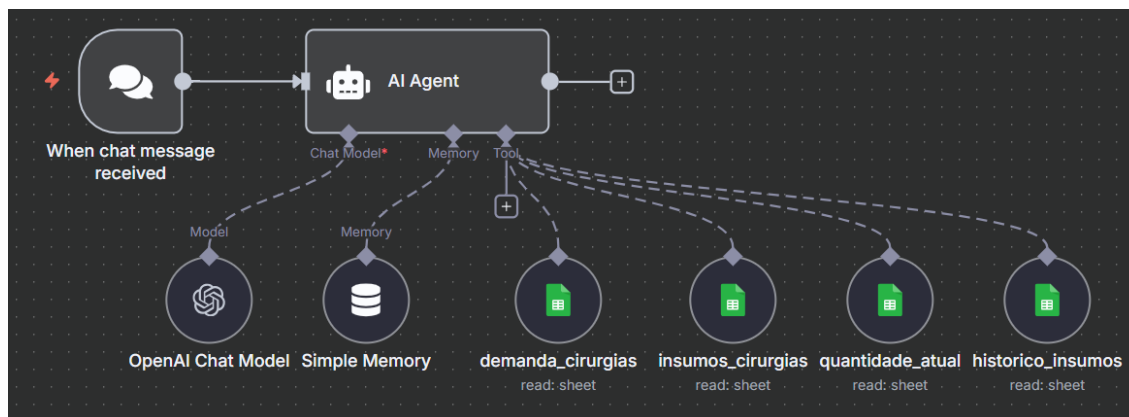 AI Agent
When chat message
received
Chat Model*
Memory
Tool
Model
Memory
OpenAI Chat Model
Simple Memory
demanda_cirurgias
read: sheet
insumos_cirurgias
read: sheet
quantidade_atual
read: sheet
historico_insumos
read: sheet